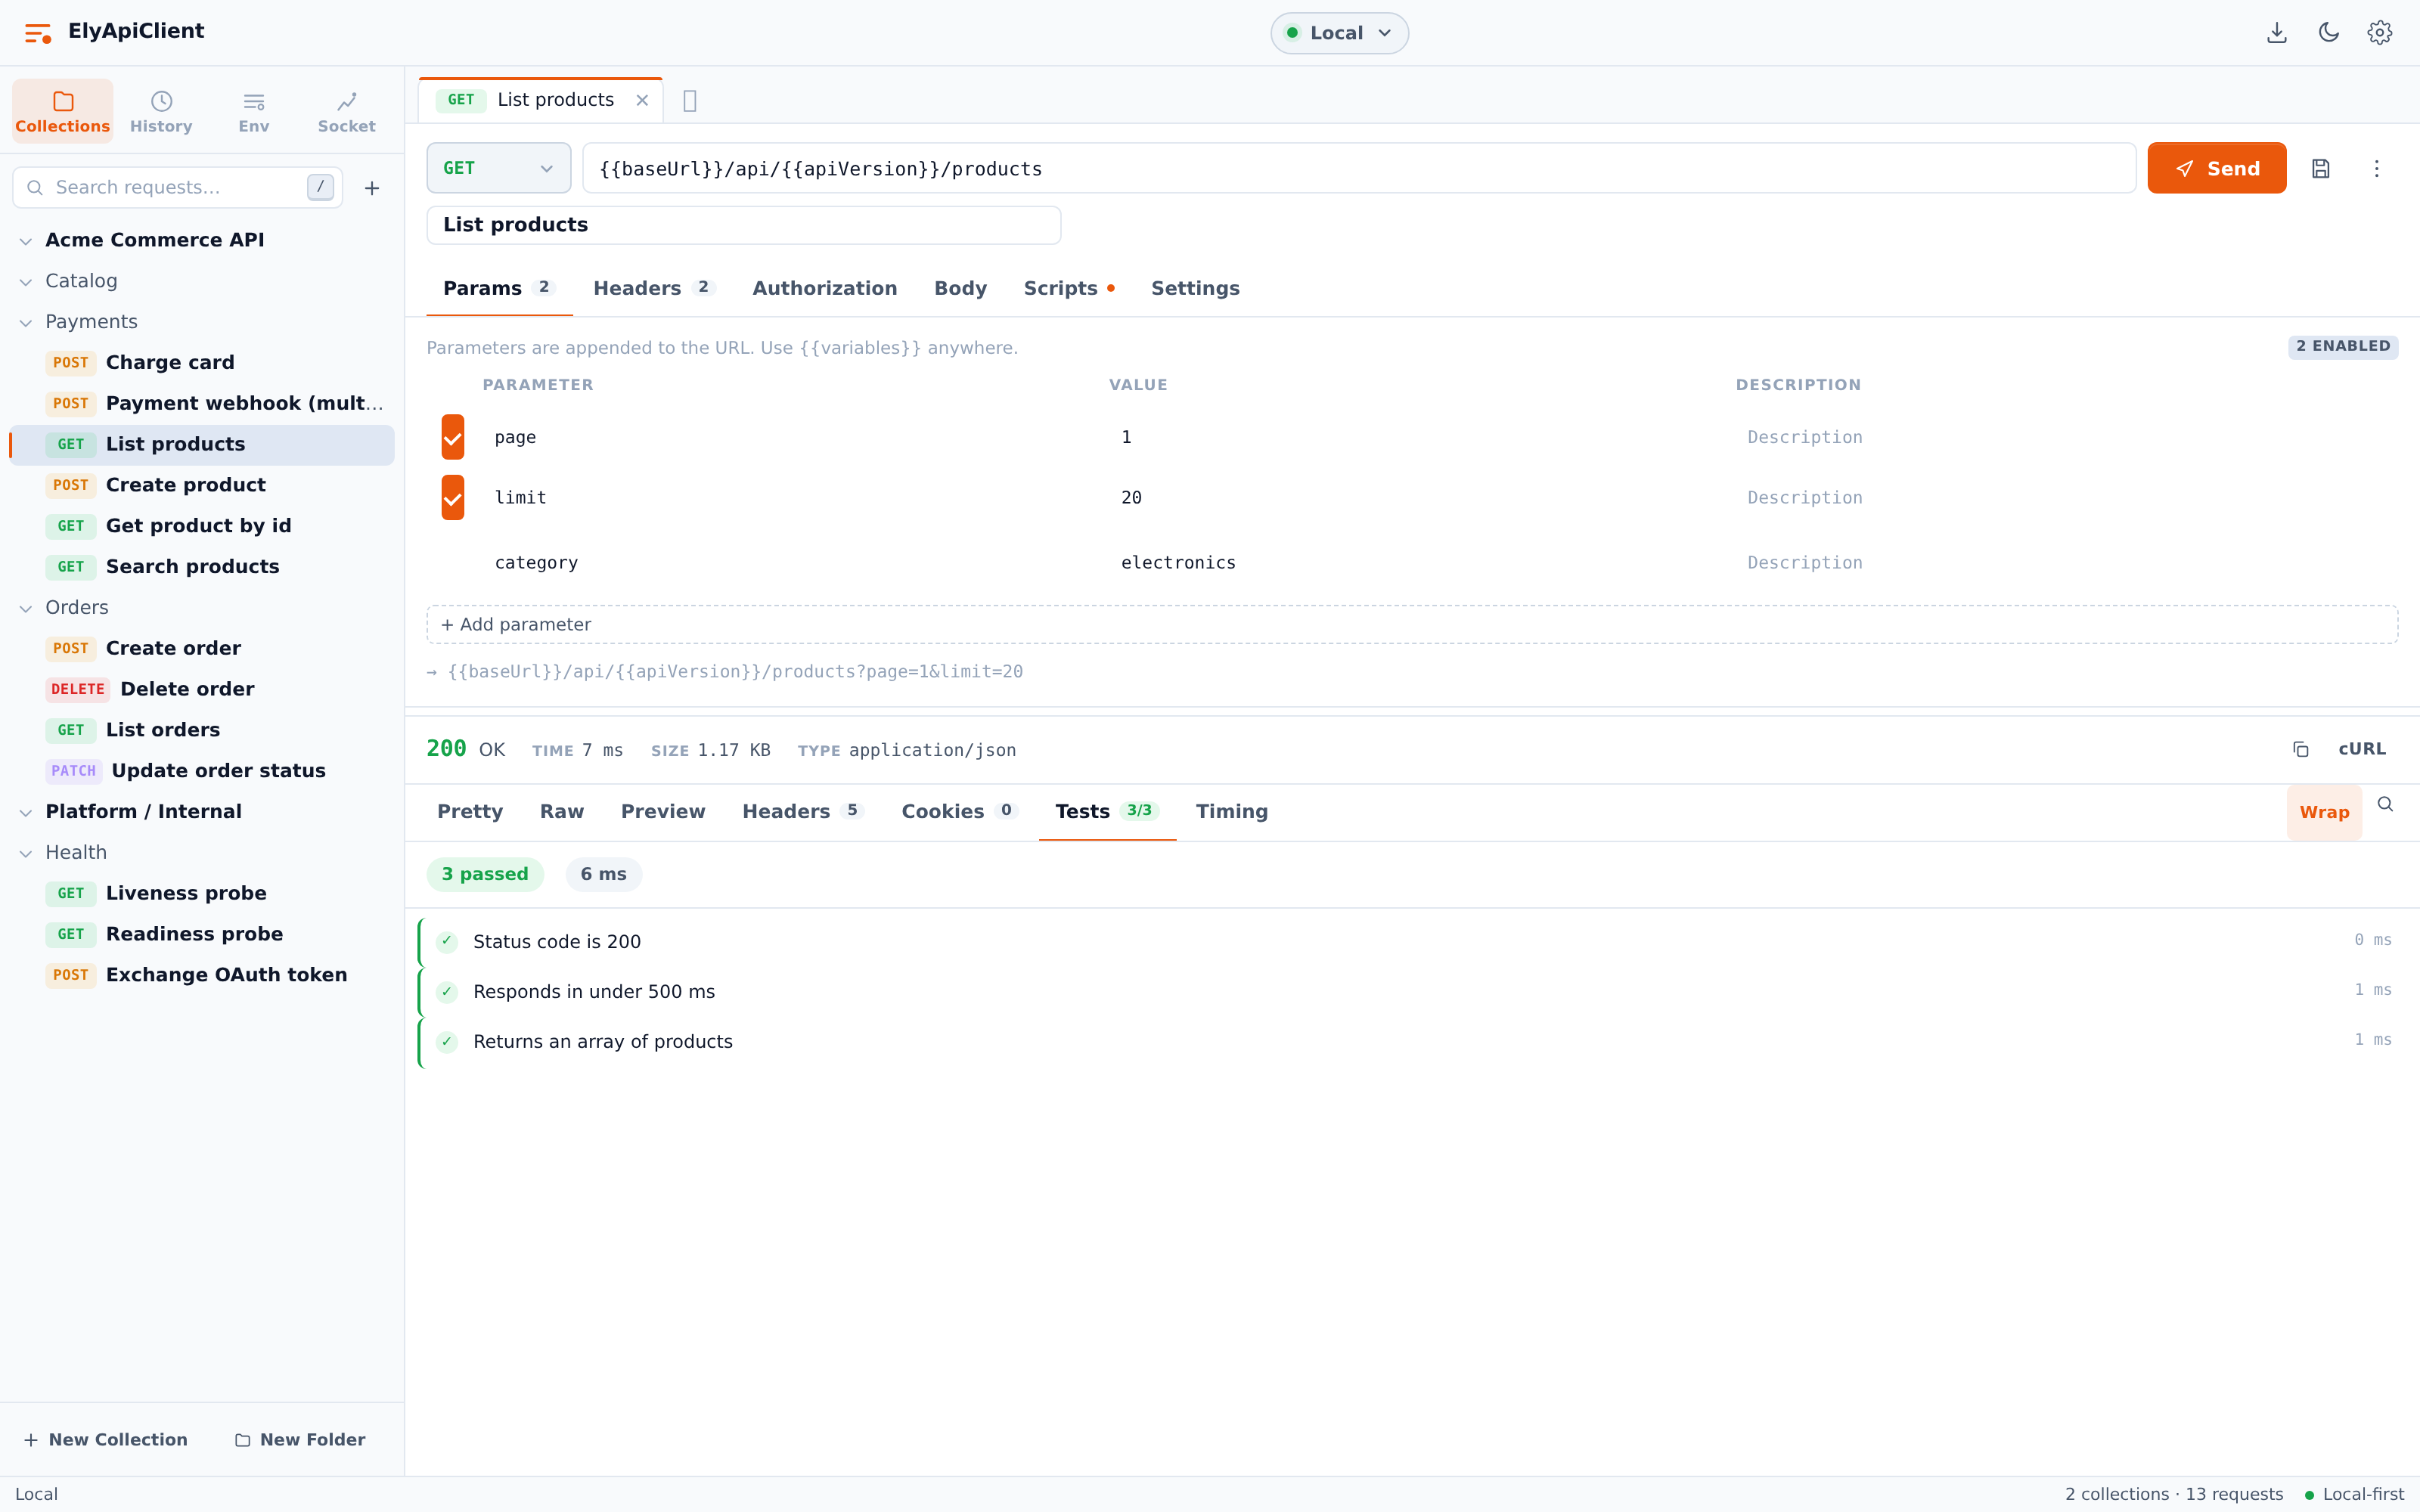 ElyApiClient
Local
Collections
History
Env
Socket
Search requests...
/
+
Acme Commerce API
Catalog
Payments
POST Charge card
POST Payment webhook (mult...
GET List products
POST Create product
GET Get product by id
GET Search products
Orders
POST Create order
DELETE Delete order
GET List orders
PATCH Update order status
Platform / Internal
Health
GET Liveness probe
GET Readiness probe
POST Exchange OAuth token
+ New Collection
New Folder
GET List products ×
GET
{{baseUrl}}/api/{{apiVersion}}/products
Send
List products
Params 2
Headers 2
Authorization
Body
Scripts
Settings
Parameters are appended to the URL. Use {{variables}} anywhere.
2 ENABLED
PARAMETER VALUE DESCRIPTION
page 1 Description
limit 20 Description
category electronics Description
+ Add parameter
→ {{baseUrl}}/api/{{apiVersion}}/products?page=1&limit=20
200 OK TIME 7 ms SIZE 1.17 KB TYPE application/json
cURL
Pretty
Raw
Preview
Headers 5
Cookies 0
Tests 3/3
Timing
Wrap
3 passed
6 ms
✓ Status code is 200 0 ms
✓ Responds in under 500 ms 1 ms
✓ Returns an array of products 1 ms
Local
2 collections · 13 requests
Local-first